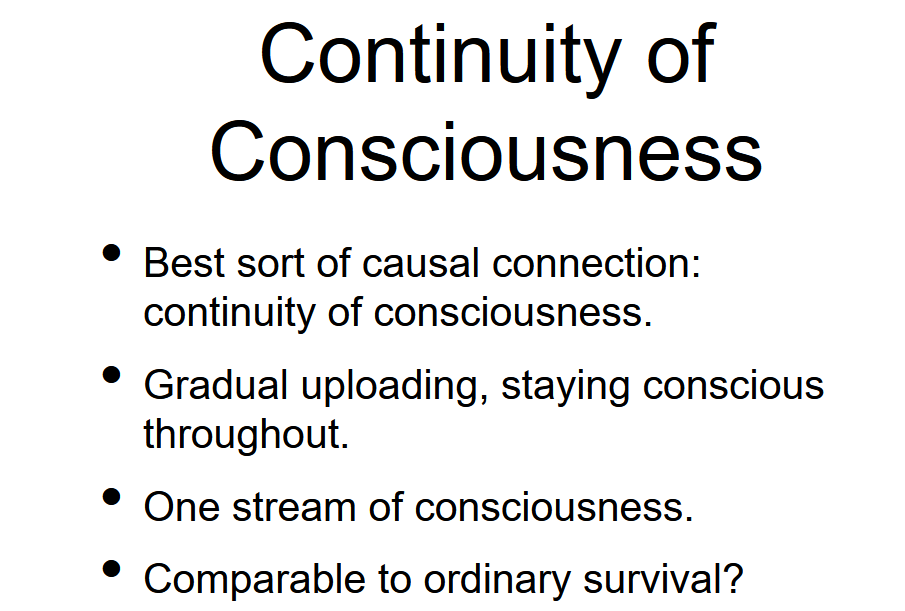 Continuity of
Consciousness
• Best sort of causal connection:
continuity of consciousness.
• Gradual uploading, staying conscious
throughout.
• One stream of consciousness.
• Comparable to ordinary survival?